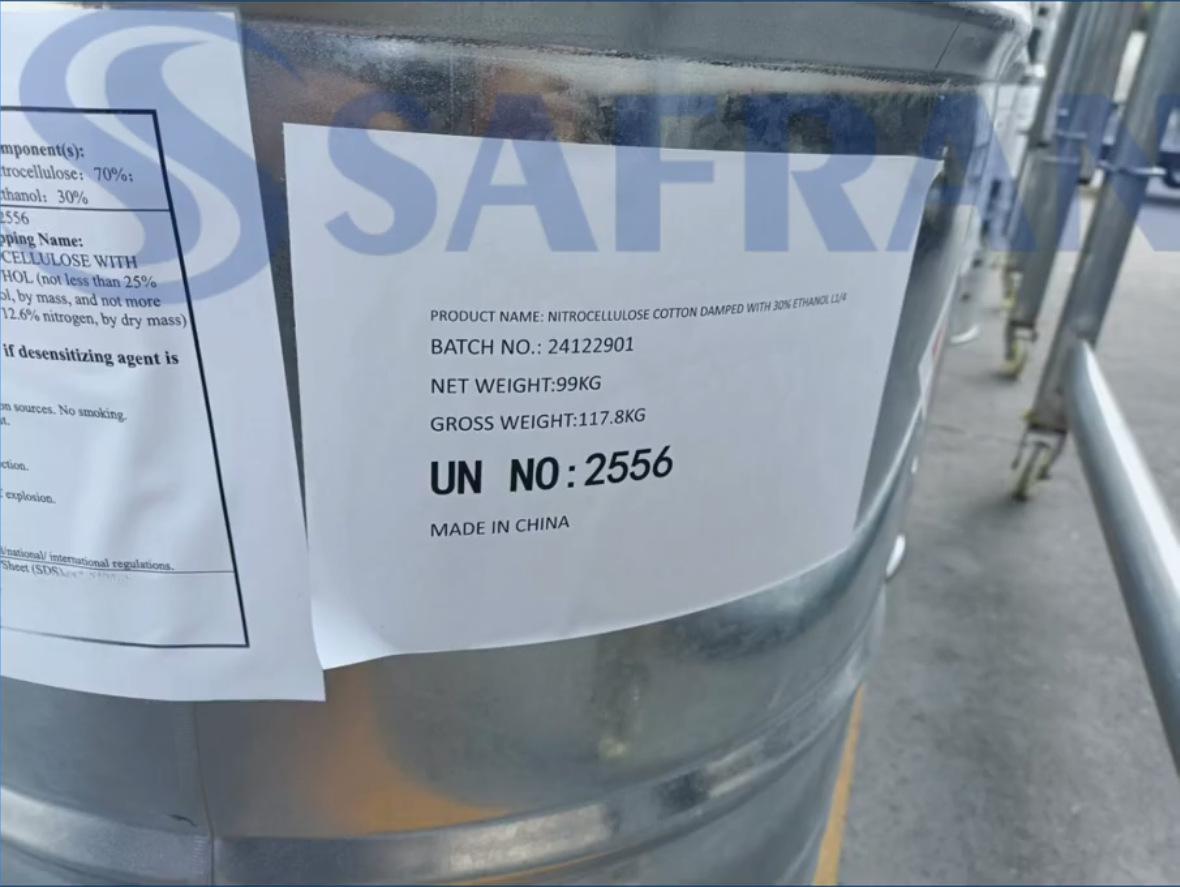 SAFRAN
mponent(s):
trocellulose: 70%;
thanol: 30%
2556
pping Name:
CELLULOSE WITH
HOL (not less than 25%
ol, by mass, and not more
12.6% nitrogen, by dry mass)
if desensitizing agent is
on sources. No smoking.
nt.
ction.
explosion.
l/national/ international regulations.
Sheet (SDS)
PRODUCT NAME: NITROCELLULOSE COTTON DAMPED WITH 30% ETHANOL L1/4
BATCH NO.: 24122901
NET WEIGHT:99KG
GROSS WEIGHT:117.8KG
UN NO:2556
MADE IN CHINA